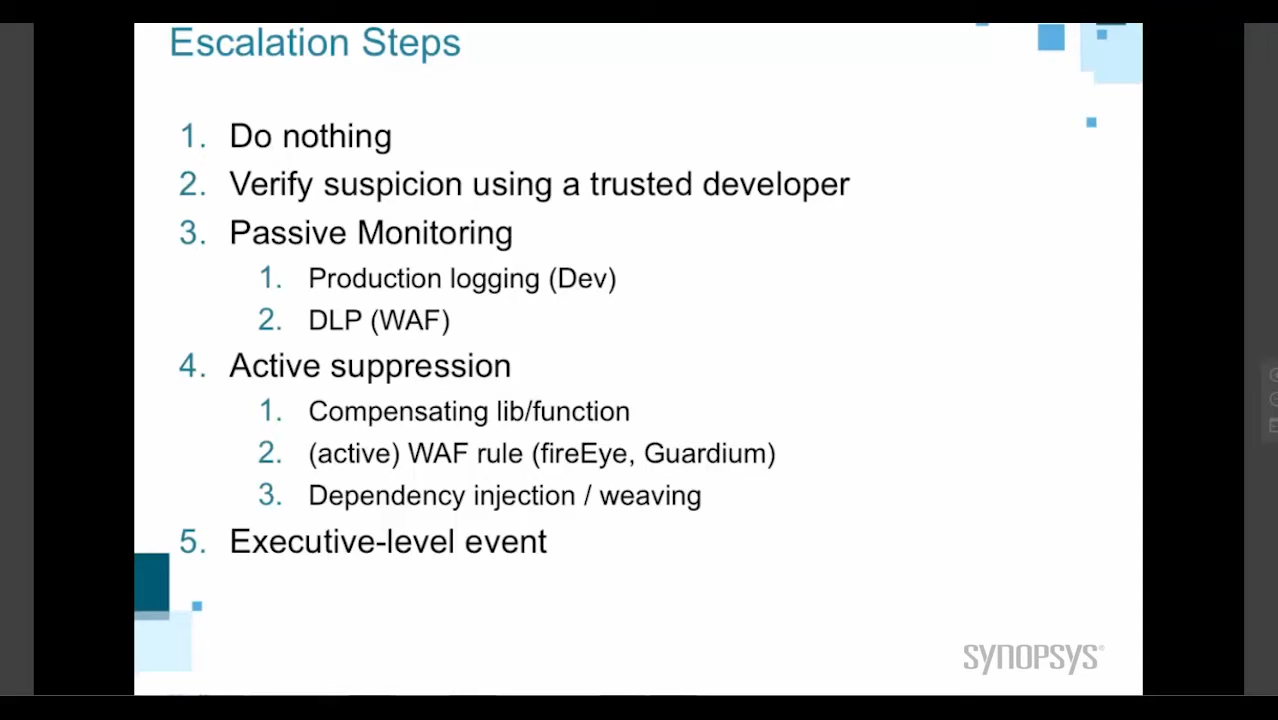 Escalation Steps
1. Do nothing
2. Verify suspicion using a trusted developer
3. Passive Monitoring
1. Production logging (Dev)
2. DLP (WAF)
4. Active suppression
1. Compensating lib/function
2. (active) WAF rule (fireEye, Guardium)
3. Dependency injection / weaving
5. Executive-level event
SYNOPSYS®